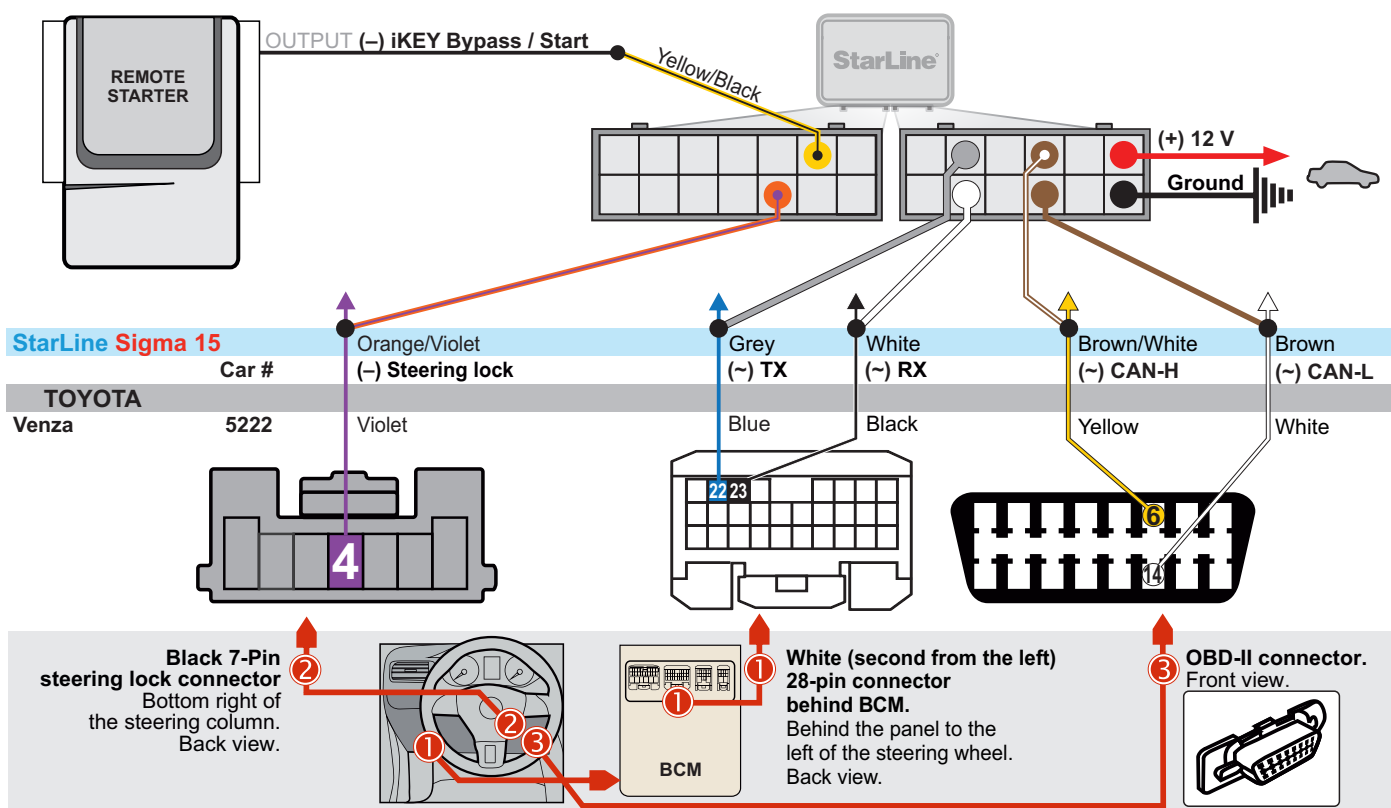 OUTPUT (–) iKEY Bypass / Start
REMOTE
STARTER
Yellow/Black
StarLine®
(+) 12 V
Ground
StarLine Sigma 15
Orange/Violet
Grey
White
Brown/White
Brown
Car #
(–) Steering lock
(~) TX
(~) RX
(~) CAN-H
(~) CAN-L
TOYOTA
Venza
5222
Violet
Blue
Black
Yellow
White
4
22 23
6
14
Black 7-Pin
steering lock connector
Bottom right of
the steering column.
Back view.
2
1
2
3
1
BCM
1
White (second from the left)
28-pin connector
behind BCM.
Behind the panel to the
left of the steering wheel.
Back view.
3
OBD-II connector.
Front view.